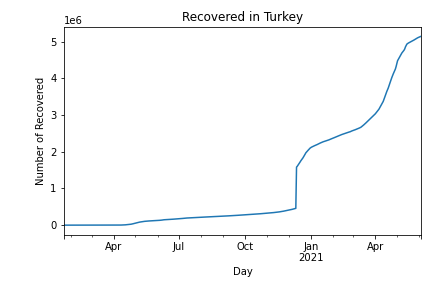 Recovered in Turkey
1e6
5
4
3
2
1
0
Number of Recovered
Apr Jul Oct Jan Apr
2021
Day